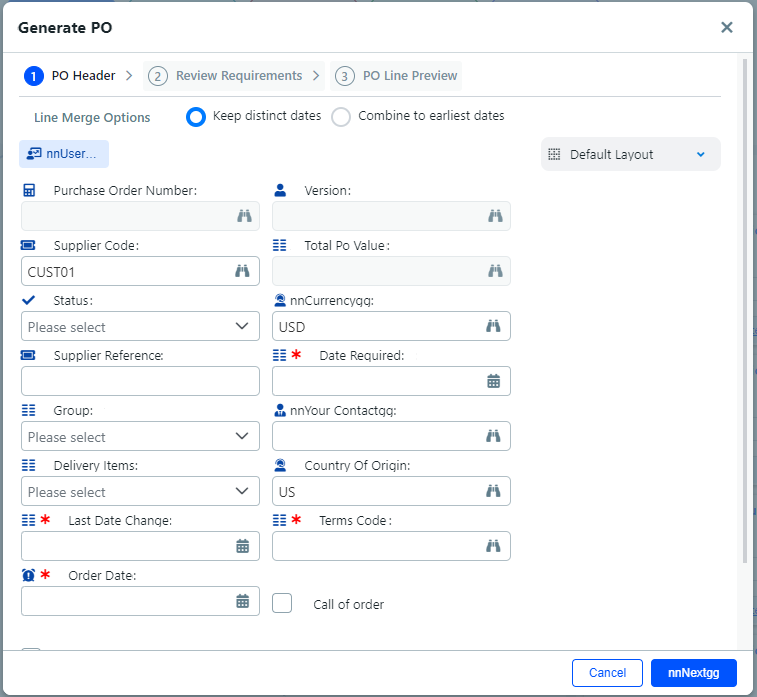 Generate PO
1 PO Header 2 Review Requirements 3 PO Line Preview
Line Merge Options Keep distinct dates Combine to earliest dates
nnUser... Default Layout
Purchase Order Number: Version:
Supplier Code: Total Po Value:
CUST01
Status: nnCurrencyqq:
Please select USD
Supplier Reference: * Date Required:
Group: nnYour Contactqq:
Please select
Delivery Items: Country Of Origin:
Please select US
* Last Date Change: * Terms Code:
* Order Date:
Call of order
Cancel nnNextgg